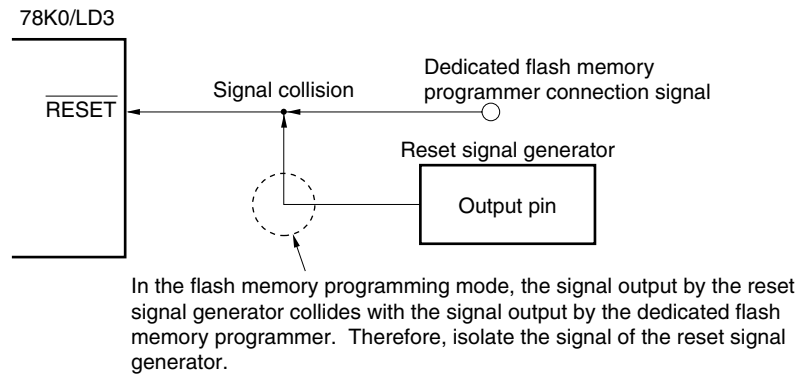 78K0/LD3
Dedicated flash memory
programmer connection signal
Signal collision
RESET
Reset signal generator
Output pin
In the flash memory programming mode, the signal output by the reset
signal generator collides with the signal output by the dedicated flash
memory programmer.  Therefore, isolate the signal of the reset signal
generator.